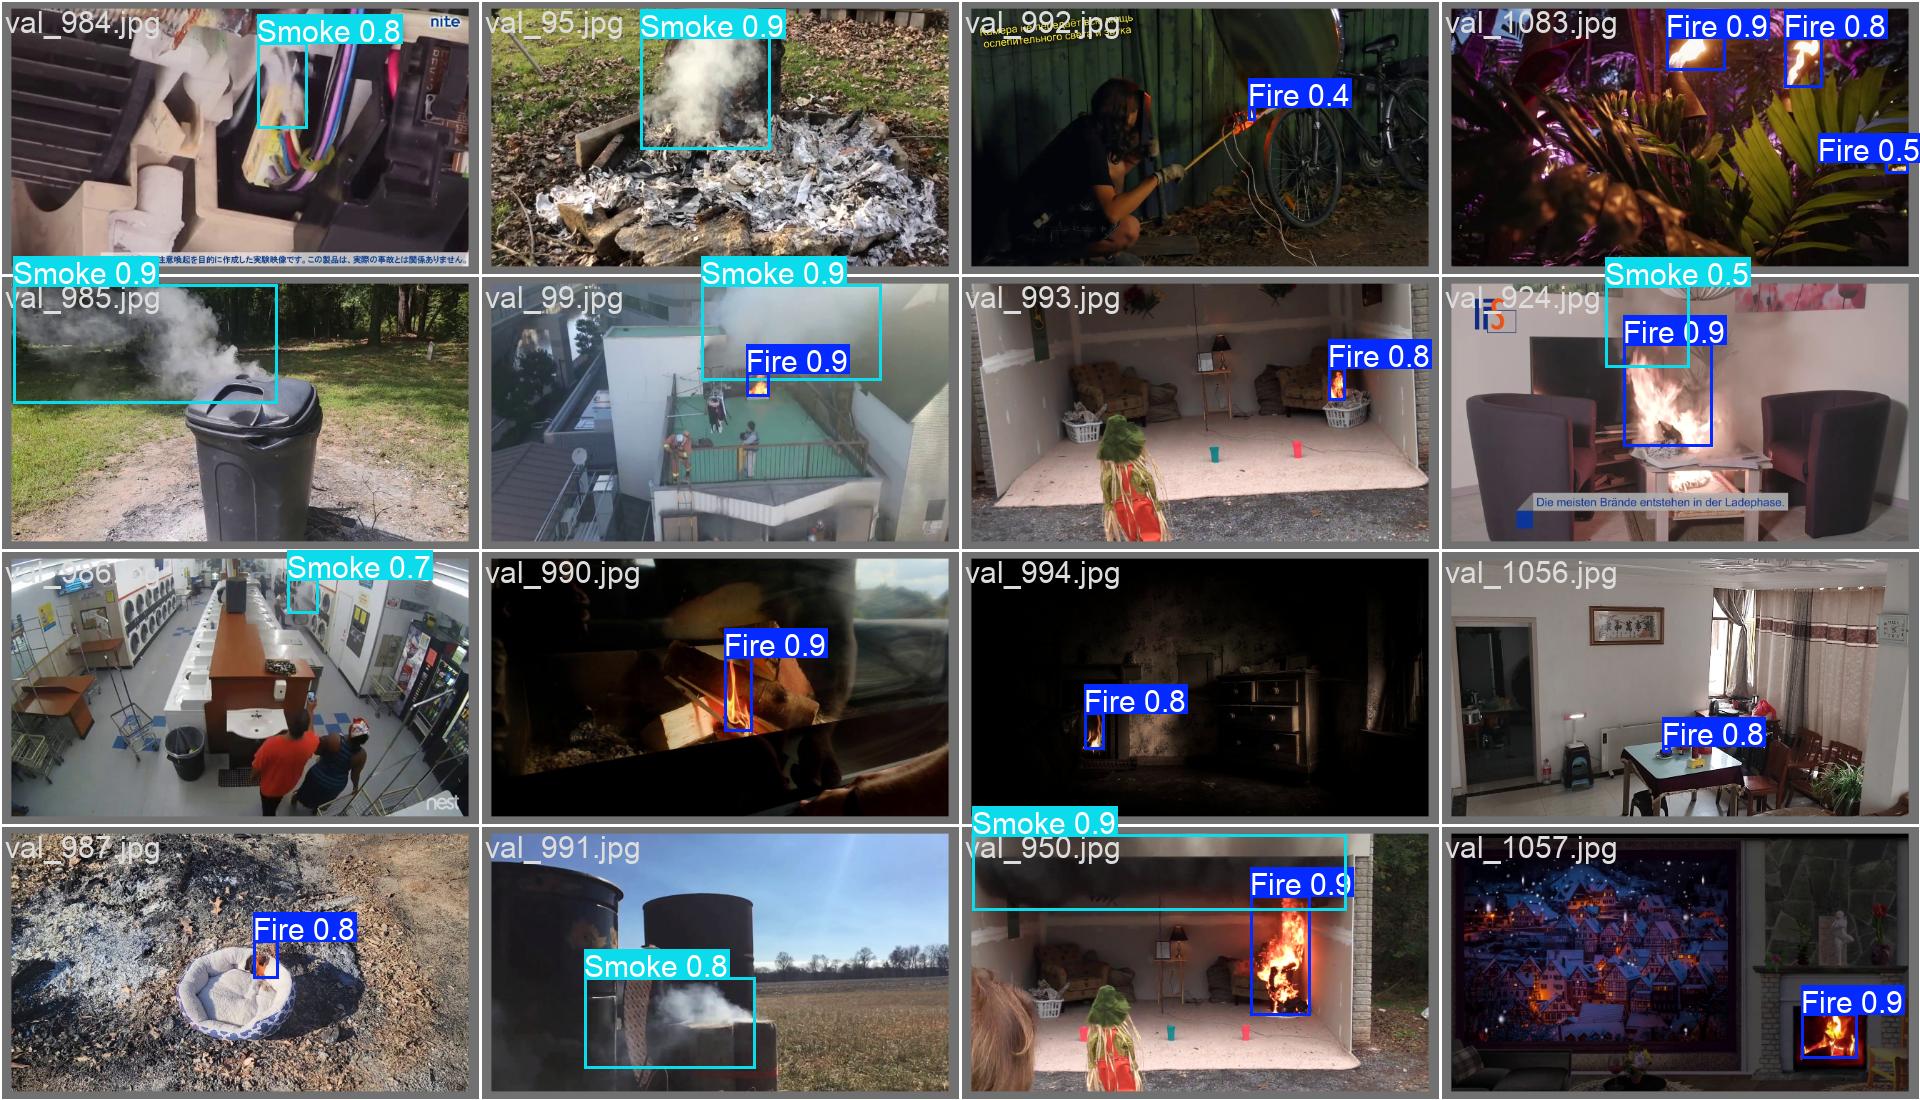 val_984.jpg
Smoke 0.8
nite
注意喚起を目的に作成した実験映像です。この製品は、実際の事故とは関係ありません。
val_95.jpg
Smoke 0.9
val_992.jpg
ослепительного света и звука
Fire 0.4
val_1083.jpg
Fire 0.9
Fire 0.8
Fire 0.5
val_985.jpg
Smoke 0.9
val_99.jpg
Smoke 0.9
Fire 0.9
val_993.jpg
Fire 0.8
val_924.jpg
Smoke 0.5
IFS
Fire 0.9
Die meisten Brände entstehen in der Ladephase.
val_986.jpg
Smoke 0.7
nest
val_990.jpg
Fire 0.9
val_994.jpg
Fire 0.8
val_1056.jpg
Fire 0.8
val_987.jpg
Fire 0.8
val_991.jpg
Smoke 0.8
val_950.jpg
Smoke 0.9
Fire 0.9
val_1057.jpg
Fire 0.9